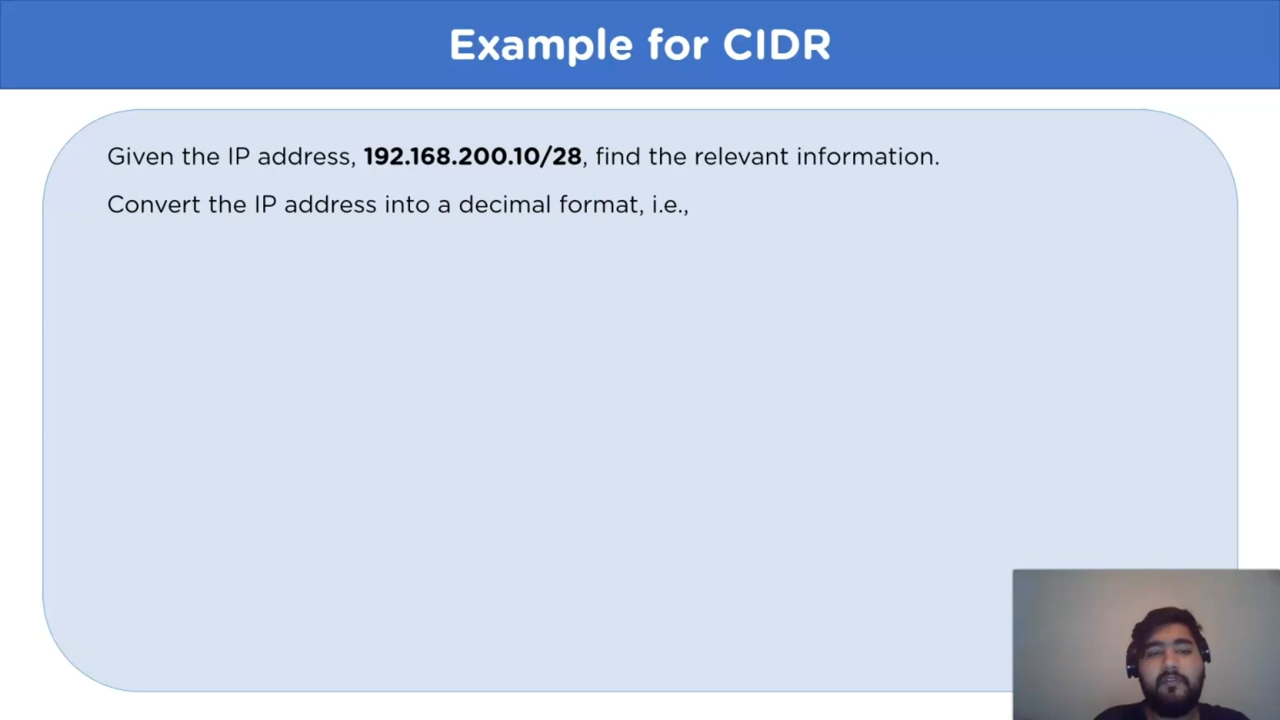 Example for CIDR
Given the IP address, 192.168.200.10/28, find the relevant information.
Convert the IP address into a decimal format, i.e.,